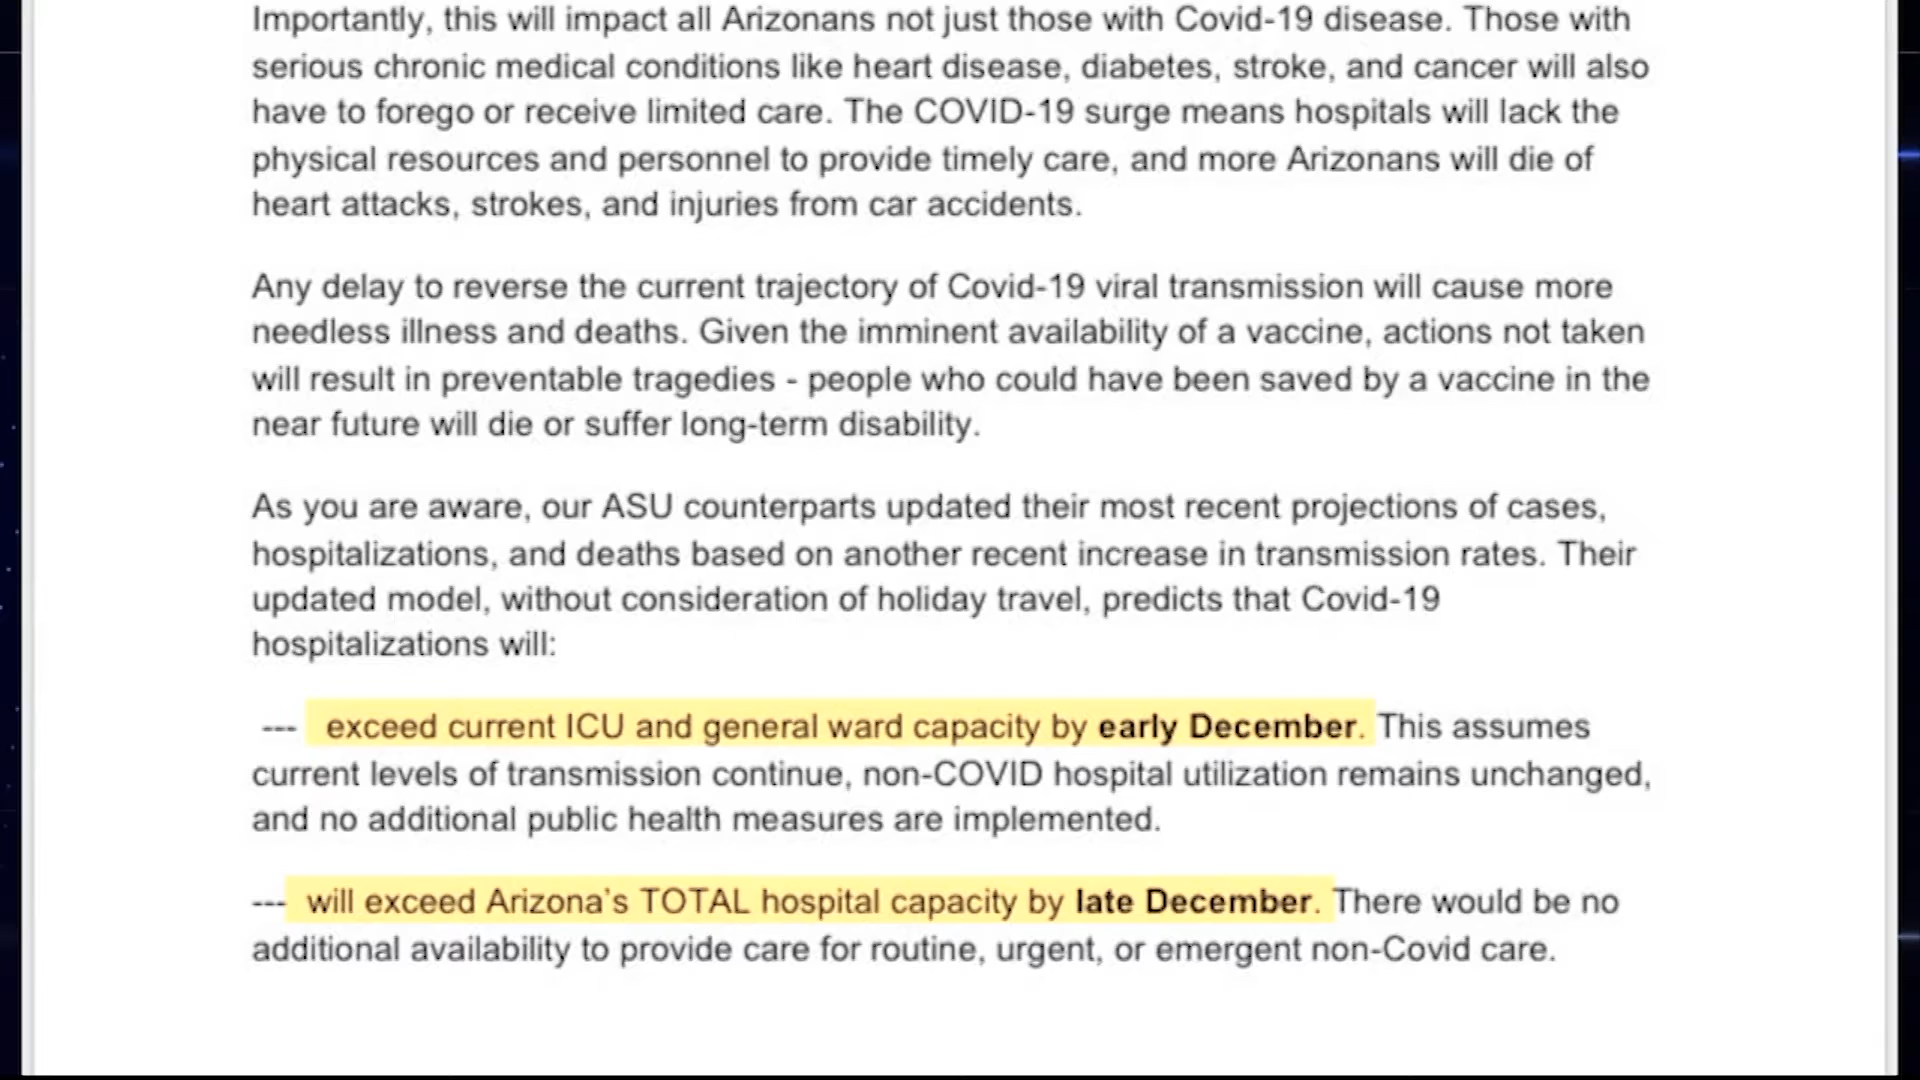 Importantly, this will impact all Arizonans not just those with Covid-19 disease. Those with
serious chronic medical conditions like heart disease, diabetes, stroke, and cancer will also
have to forego or receive limited care. The COVID-19 surge means hospitals will lack the
physical resources and personnel to provide timely care, and more Arizonans will die of
heart attacks, strokes, and injuries from car accidents.
Any delay to reverse the current trajectory of Covid-19 viral transmission will cause more
needless illness and deaths. Given the imminent availability of a vaccine, actions not taken
will result in preventable tragedies - people who could have been saved by a vaccine in the
near future will die or suffer long-term disability.
As you are aware, our ASU counterparts updated their most recent projections of cases,
hospitalizations, and deaths based on another recent increase in transmission rates. Their
updated model, without consideration of holiday travel, predicts that Covid-19
hospitalizations will:
--- exceed current ICU and general ward capacity by early December. This assumes
current levels of transmission continue, non-COVID hospital utilization remains unchanged,
and no additional public health measures are implemented.
--- will exceed Arizona's TOTAL hospital capacity by late December. There would be no
additional availability to provide care for routine, urgent, or emergent non-Covid care.